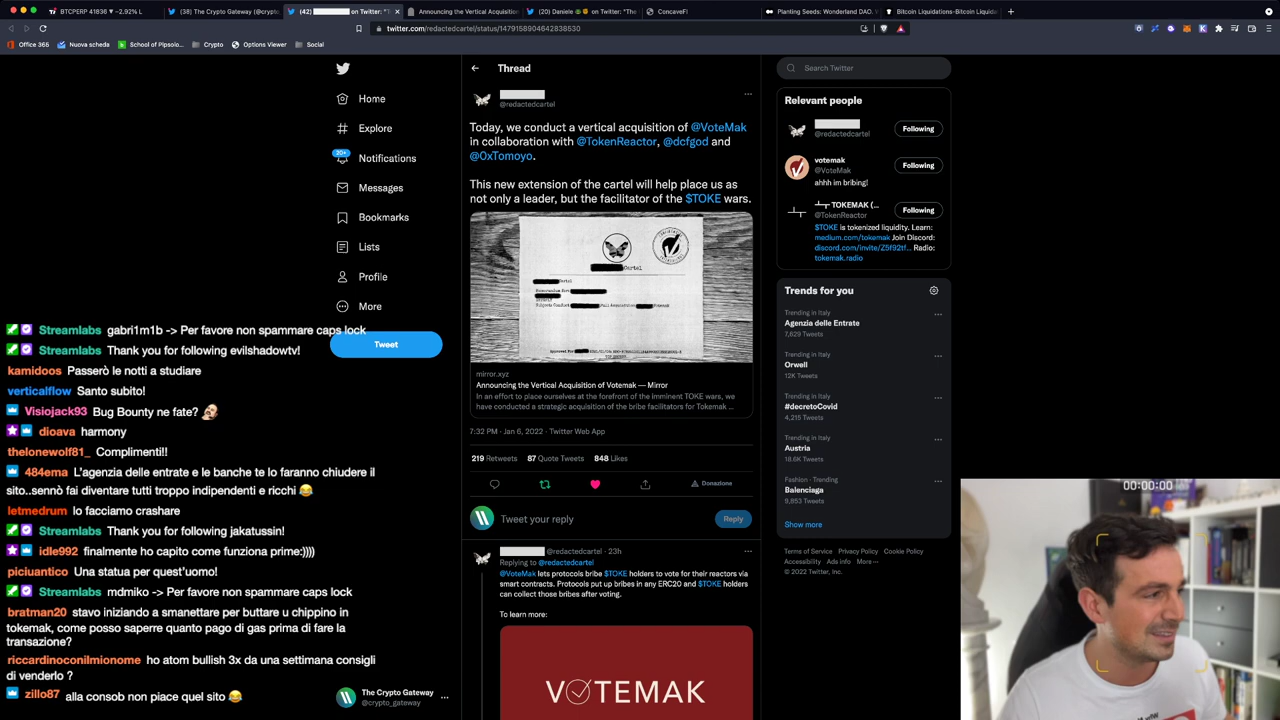 BTCPERP 41836 ▼ −2.92% L
(38) The Crypto Gateway (@crypto
(42) on Twitter: "T
Announcing the Vertical Acquisition
(20) Daniele on Twitter: "The
ConcaveFI
Planting Seeds: Wonderland DAO.
Bitcoin Liquidations-Bitcoin Liquida
twitter.com/redactedcartel/status/1479158904642838530
Office 365
Nuova scheda
School of Pipsolo...
Crypto
Options Viewer
Social
Home
Explore
20+
Notifications
Messages
Bookmarks
Lists
Profile
More
Tweet
Streamlabs gabri1m1b -> Per favore non spammare caps lock
Streamlabs Thank you for following evilshadowtv!
kamidoos Passerò le notti a studiare
verticalflow Santo subito!
Visiojack93 Bug Bounty ne fate?
dioava harmony
thelonewolf81_ Complimenti!!
484ema L'agenzia delle entrate e le banche te lo faranno chiudere il
sito..sennò fai diventare tutti troppo indipendenti e ricchi 😂
letmedrum lo facciamo crashare
Streamlabs Thank you for following jakatussin!
idle992 finalmente ho capito come funziona prime:))))
piciuantico Una statua per quest'uomo!
Streamlabs mdmiko -> Per favore non spammare caps lock
bratman20 stavo iniziando a smanettare per buttare u chippino in
tokemak, come posso saperre quanto pago di gas prima di fare la
transazione?
riccardinoconilmionome ho atom bullish 3x da una settimana consigli
di venderlo ?
zillo87 alla consob non piace quel sito 😂
The Crypto Gateway
@crypto_gateway
Thread
@redactedcartel
Today, we conduct a vertical acquisition of @VoteMak
in collaboration with @TokenReactor, @dcfgod and
@OxTomoyo.
This new extension of the cartel will help place us as
not only a leader, but the facilitator of the $TOKE wars.
Cartel
Cartel
mirror.xyz
Announcing the Vertical Acquisition of Votemak — Mirror
In an effort to place ourselves at the forefront of the imminent TOKE wars, we
have conducted a strategic acquisition of the bribe facilitators for Tokemak ...
7:32 PM · Jan 6, 2022 · Twitter Web App
219 Retweets 87 Quote Tweets 848 Likes
Donazione
Tweet your reply
Reply
@redactedcartel · 23h
Replying to @redactedcartel
@VoteMak lets protocols bribe $TOKE holders to vote for their reactors via
smart contracts. Protocols put up bribes in any ERC20 and $TOKE holders
can collect those bribes after voting.
To learn more:
VOTEMAK
Search Twitter
Relevant people
@redactedcartel
Following
votemak
@VoteMak
Following
ahhh im bribing!
TOKEMAK (...
@TokenReactor
Following
$TOKE is tokenized liquidity. Learn:
medium.com/tokemak Join Discord:
discord.com/invite/Z5f92tf... Radio:
tokemak.radio
Trends for you
Trending in Italy
Agenzia delle Entrate
7,629 Tweets
Trending in Italy
Orwell
12K Tweets
Trending in Italy
#decretoCovid
4,215 Tweets
Trending in Italy
Austria
18.6K Tweets
Fashion · Trending
Balenciaga
9,853 Tweets
Show more
Terms of Service Privacy Policy Cookie Policy
Accessibility Ads info More ···
© 2022 Twitter, Inc.
00:00:00